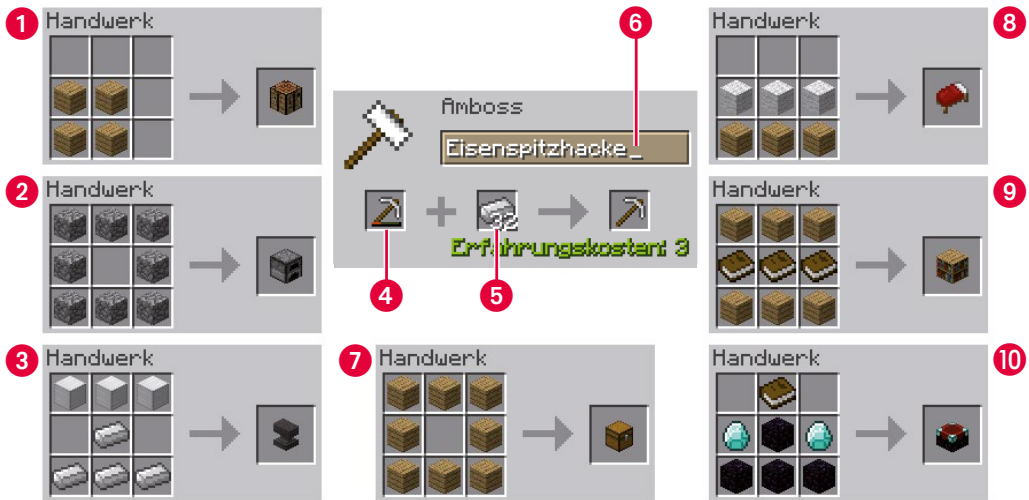 1 Handwerk
2 Handwerk
3 Handwerk
6
Amboss
Eisenspitzhacke_
32
Erfahrungskosten: 3
4 5
7 Handwerk
Handwerk 8
Handwerk 9
Handwerk 10